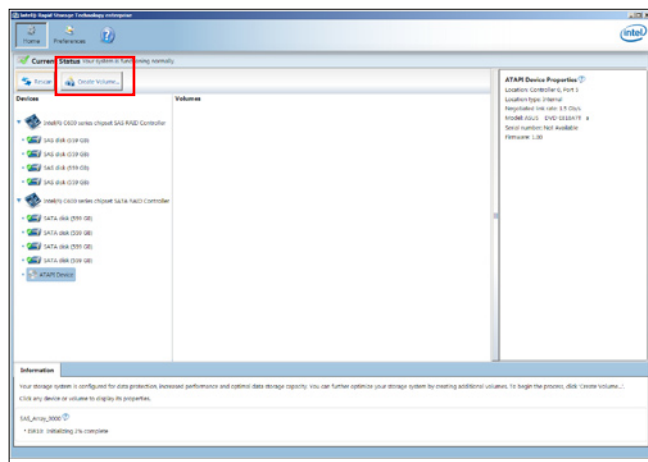 Intel(R) Rapid Storage Technology enterprise
Home
Preferences
intel
Current Status Your system is functioning normally.
Rescan
Create Volume...
Devices
Volumes
Intel(R) C600 series chipset SAS RAID Controller
SAS disk (559 GB)
SAS disk (559 GB)
SAS disk (559 GB)
SAS disk (559 GB)
Intel(R) C600 series chipset SATA RAID Controller
SATA disk (559 GB)
SATA disk (559 GB)
SATA disk (559 GB)
SATA disk (559 GB)
ATAPI Device
ATAPI Device Properties
Location: Controller 0, Port 5
Location type: Internal
Negotiated link rate: 1.5 Gb/s
Model: ASUS DVD
Serial number: Not Available
Firmware: 1.00
Information
Your storage system is configured for data protection, increased performance and optimal data storage capacity. You can further optimize your storage system by creating additional volumes. To begin the process, click 'Create Volume...'.
Click any device or volume to display its properties.
SAS_Array_0000
Initializing 1% complete